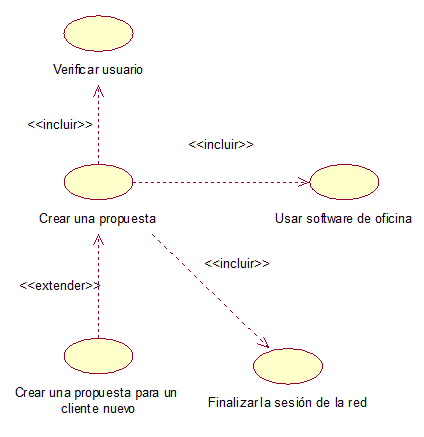 Verificar usuario
<<incluir>>
<<incluir>>
Crear una propuesta
Usar software de oficina
<<incluir>>
<<extender>>
Crear una propuesta para un
cliente nuevo
Finalizar la sesión de la red